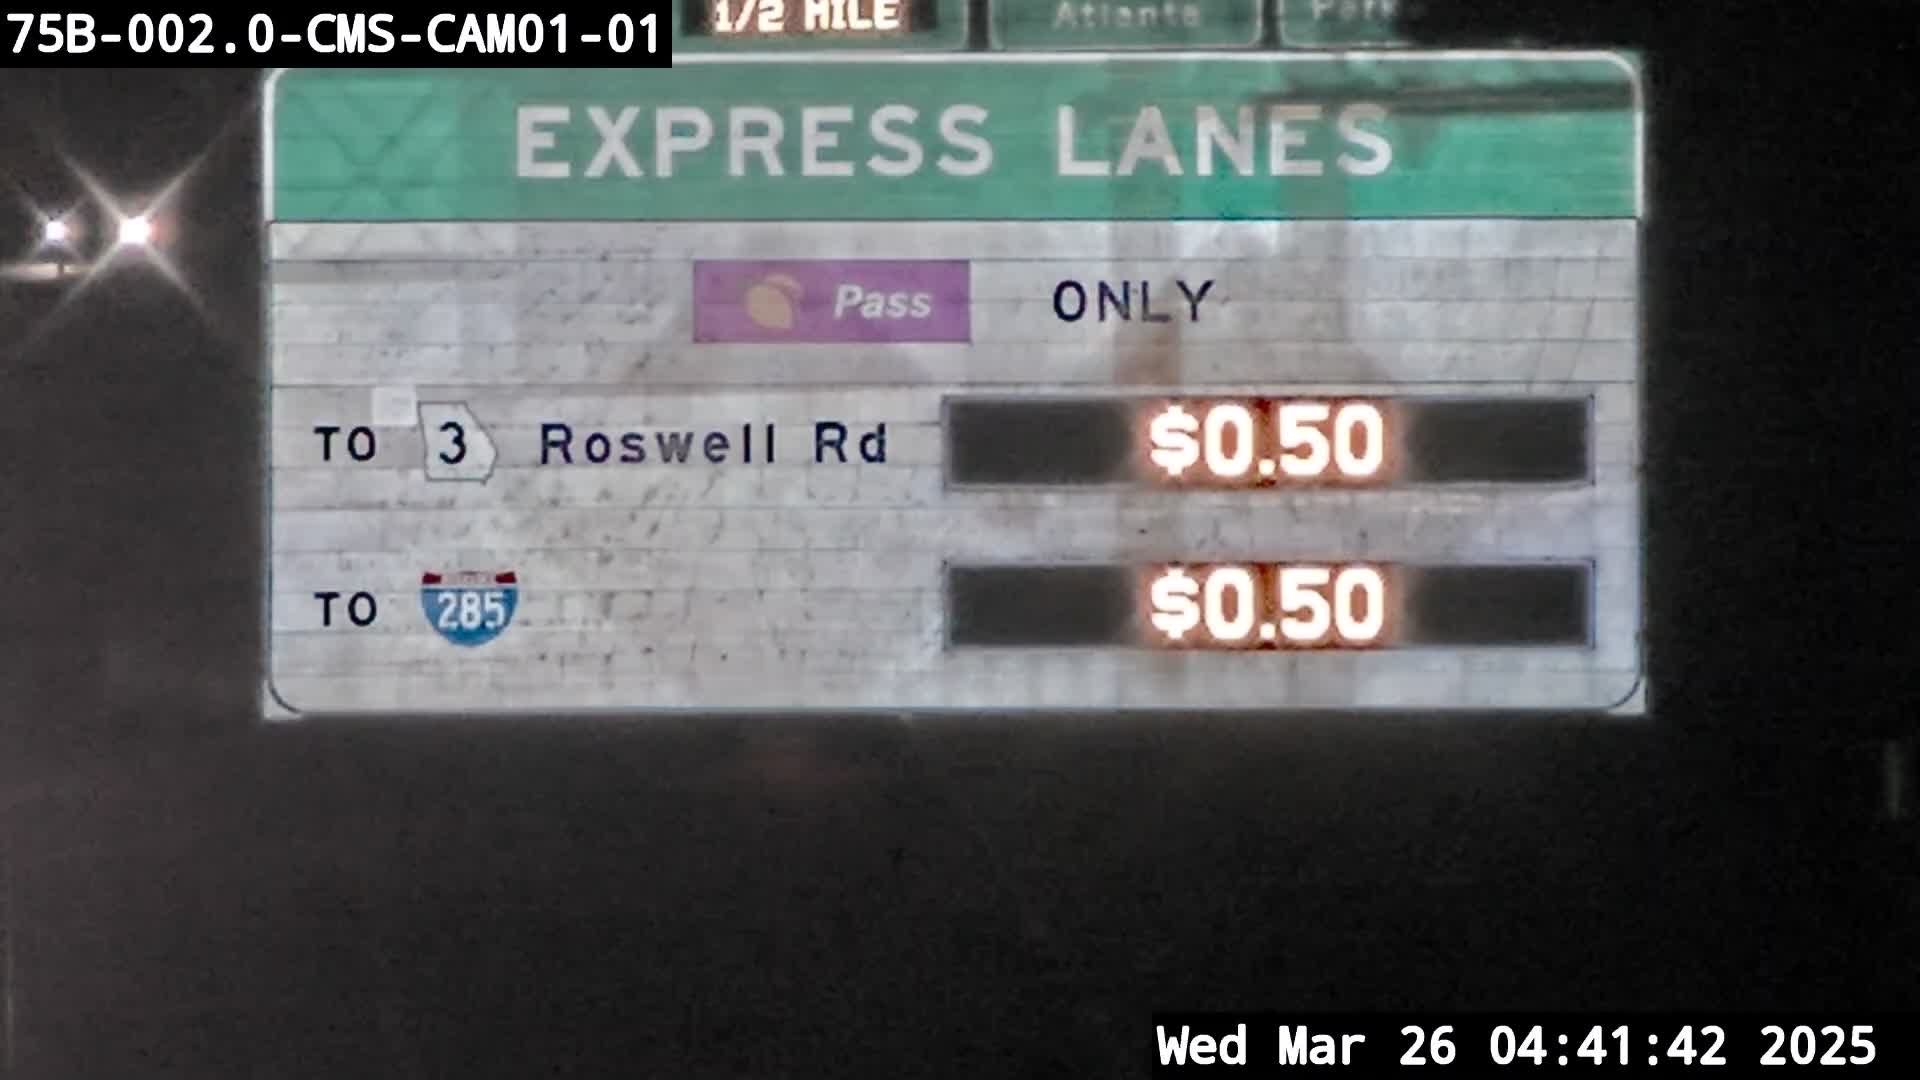 75B-002.0-CMS-CAM01-01
1/2 MILE
Atlanta
EXPRESS LANES
Pass ONLY
TO 3 Roswell Rd $0.50
TO 285 $0.50
Wed Mar 26 04:41:42 2025